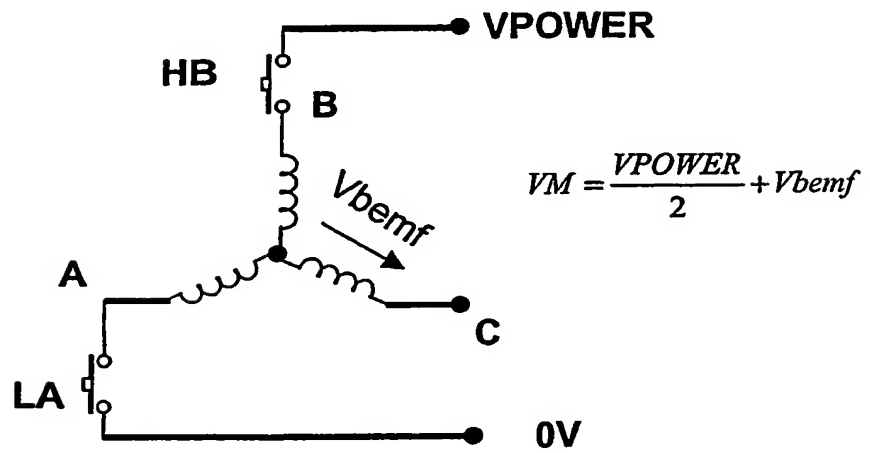 VPOWER
HB
B
VM = VPOWER/2 + Vbemf
Vbemf
A
C
LA
0V